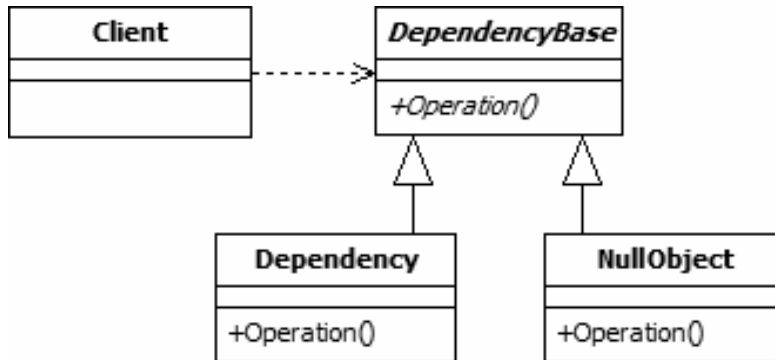 Client
DependencyBase
+Operation()
Dependency
NullObject
+Operation()
+Operation()